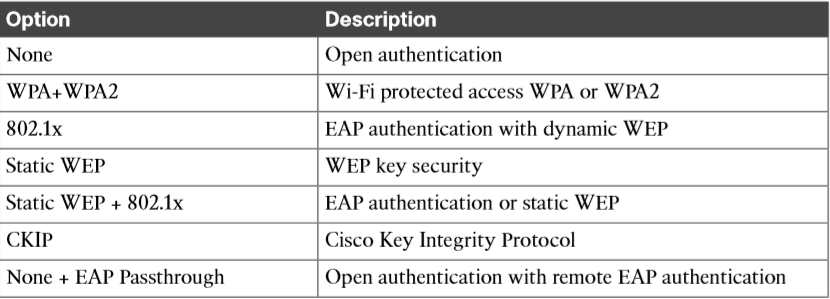 Option Description
None Open authentication
WPA+WPA2 Wi-Fi protected access WPA or WPA2
802.1x EAP authentication with dynamic WEP
Static WEP WEP key security
Static WEP + 802.1x EAP authentication or static WEP
CKIP Cisco Key Integrity Protocol
None + EAP Passthrough Open authentication with remote EAP authentication